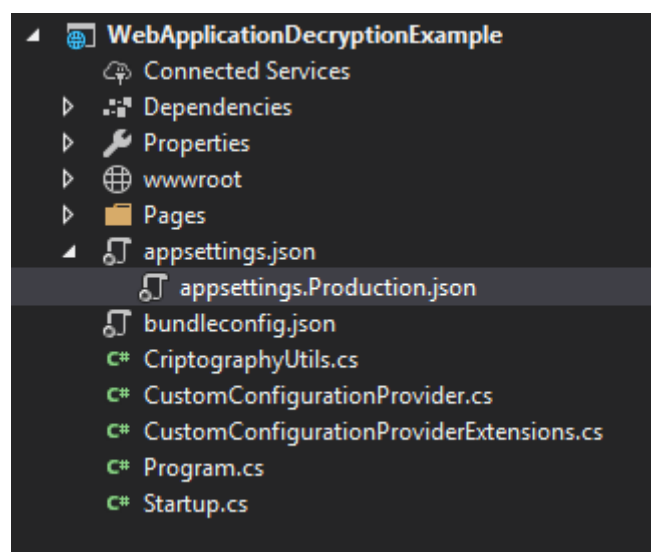 WebApplicationDecryptionExample
Connected Services
Dependencies
Properties
wwwroot
Pages
appsettings.json
appsettings.Production.json
bundleconfig.json
C# CriptographyUtils.cs
C# CustomConfigurationProvider.cs
C# CustomConfigurationProviderExtensions.cs
C# Program.cs
C# Startup.cs